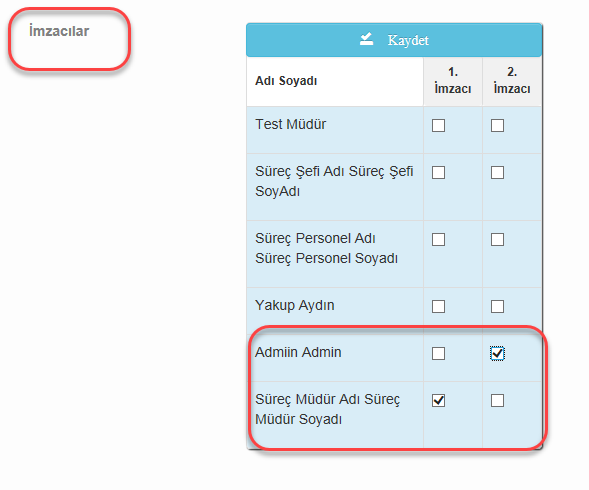 İmzacılar
Kaydet
Adı Soyadı
1.
İmzacı
2.
İmzacı
Test Müdür
Süreç Şefi Adı Süreç Şefi
SoyAdı
Süreç Personel Adı
Süreç Personel Soyadı
Yakup Aydın
Admiin Admin
Süreç Müdür Adı Süreç
Müdür Soyadı